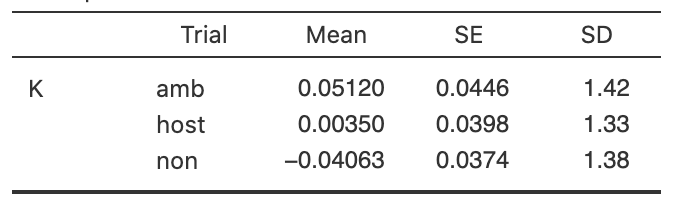 Trial Mean SE SD
K amb 0.05120 0.0446 1.42
host 0.00350 0.0398 1.33
non −0.04063 0.0374 1.38